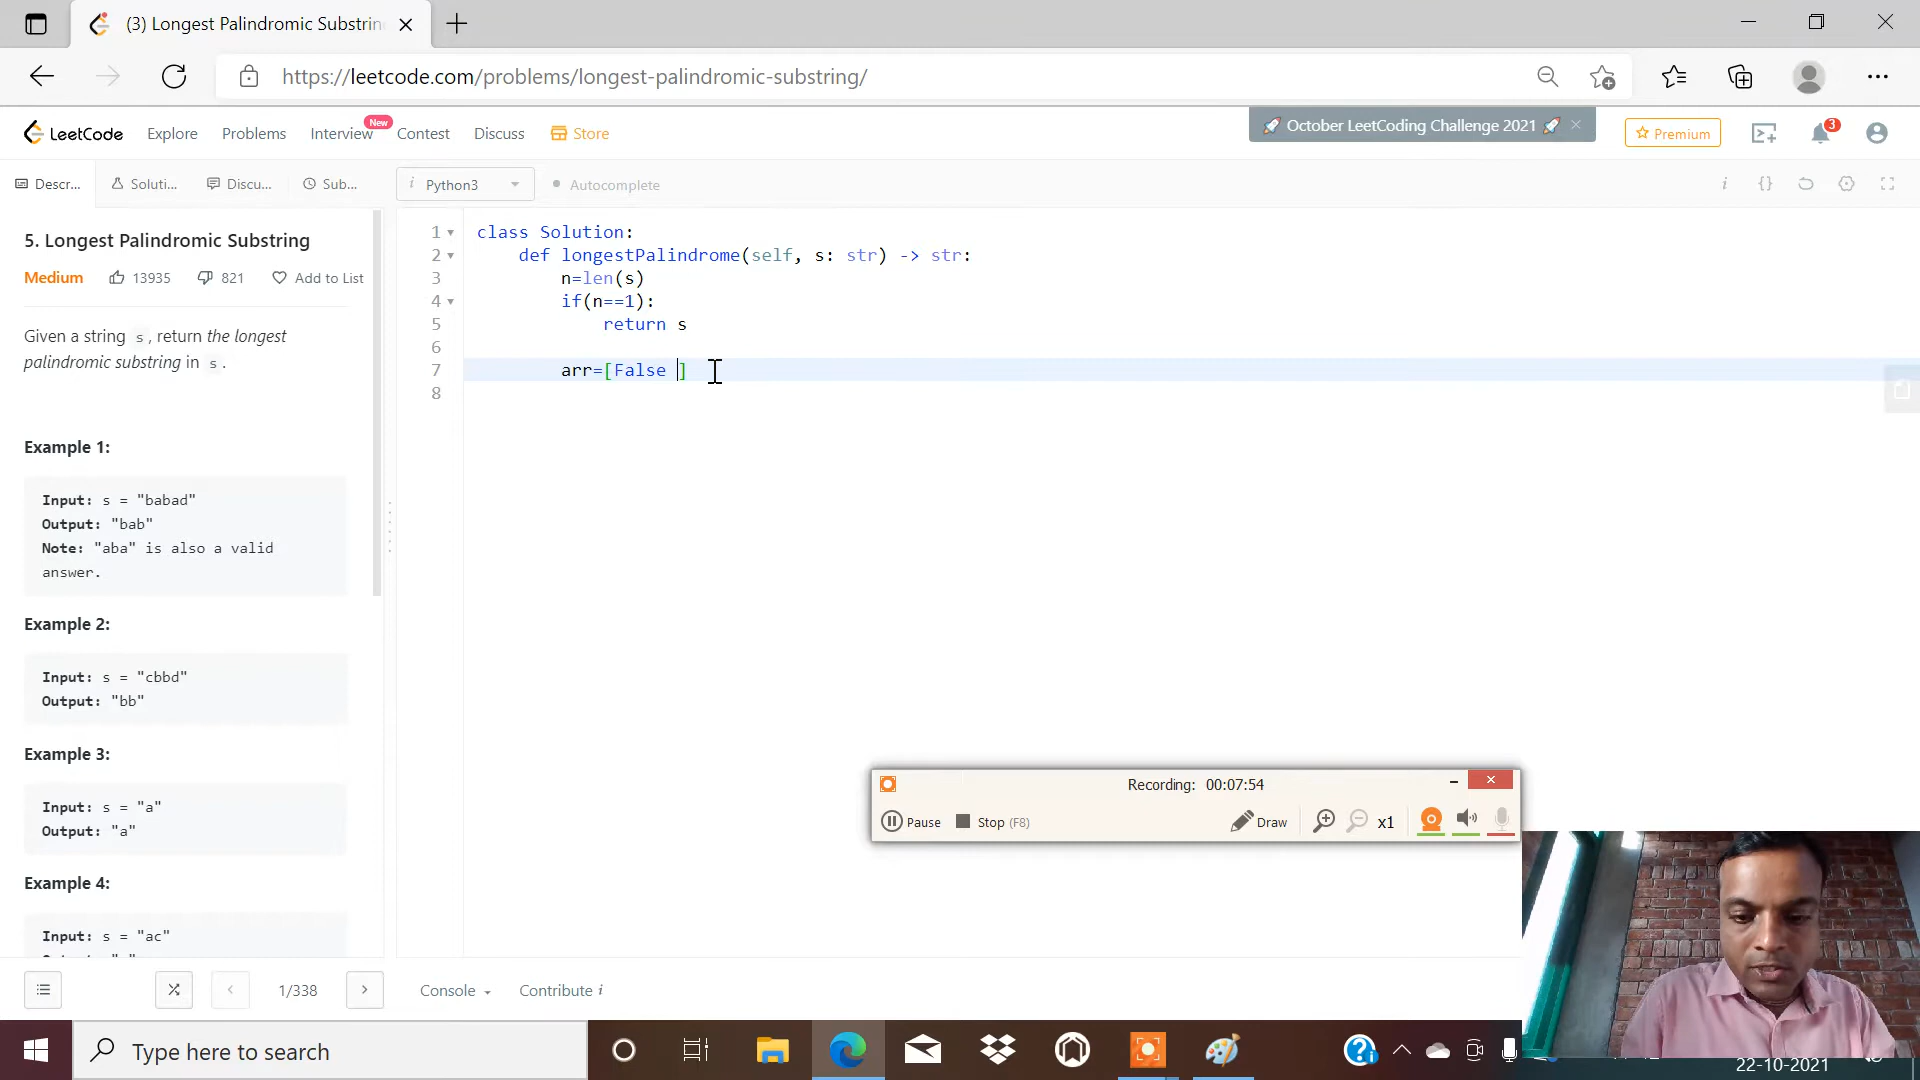 (3) Longest Palindromic Substrin
https://leetcode.com/problems/longest-palindromic-substring/
LeetCode
Explore
Problems
Interview
New
Contest
Discuss
Store
🚀 October LeetCoding Challenge 2021 🚀
Premium
3
Descr...
Soluti...
Discu...
Sub...
i Python3
Autocomplete
5. Longest Palindromic Substring
Medium
13935
821
Add to List
Given a string s, return the longest
palindromic substring in s.
Example 1:
Input: s = "babad"
Output: "bab"
Note: "aba" is also a valid
answer.
Example 2:
Input: s = "cbbd"
Output: "bb"
Example 3:
Input: s = "a"
Output: "a"
Example 4:
Input: s = "ac"
1 class Solution:
2 def longestPalindrome(self, s: str) -> str:
3 n=len(s)
4 if(n==1):
5 return s
6
7 arr=[False ]
8
Recording: 00:07:54
Pause
Stop (F8)
Draw
x1
1/338
Console
Contribute i
Type here to search
22-10-2021